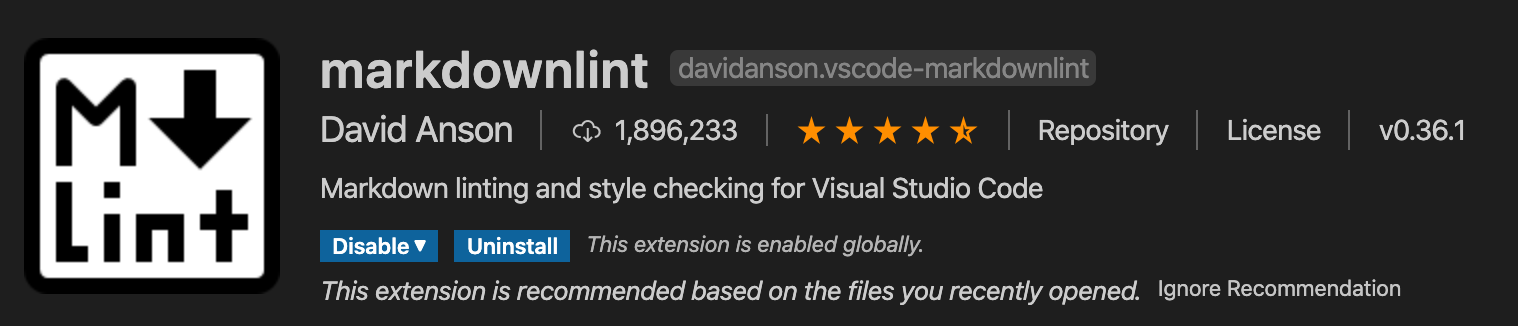 M
Lint
markdownlint davidanson.vscode-markdownlint
David Anson 1,896,233 Repository License v0.36.1
Markdown linting and style checking for Visual Studio Code
Disable▼ Uninstall This extension is enabled globally.
This extension is recommended based on the files you recently opened. Ignore Recommendation